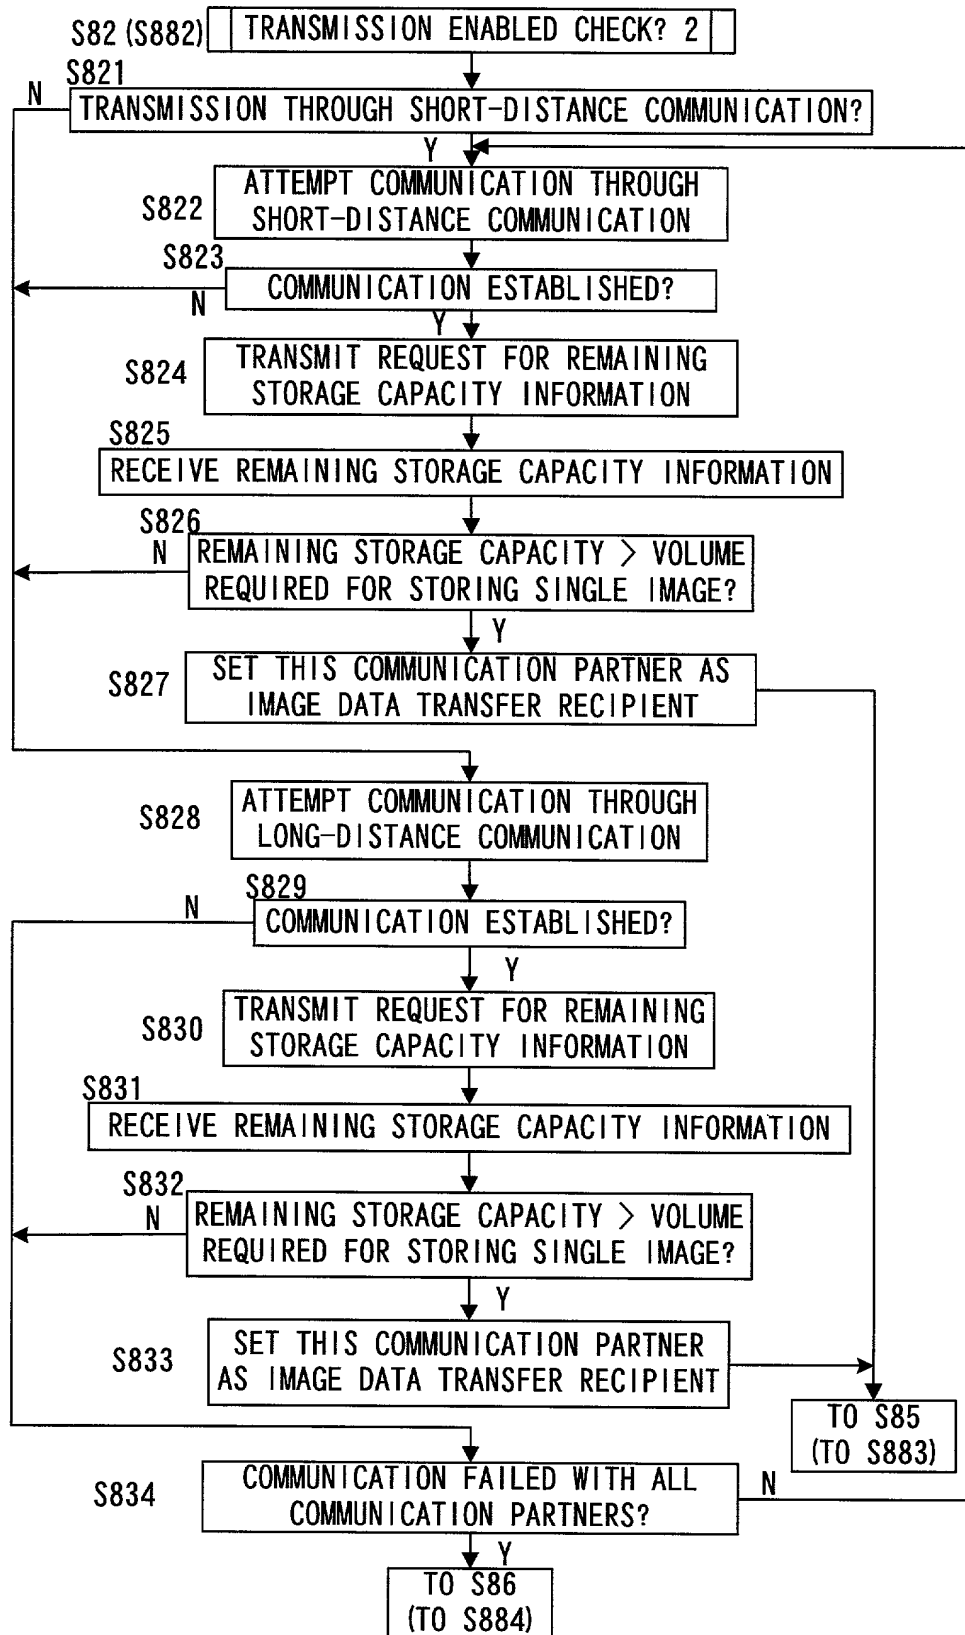 S82 (S882)
TRANSMISSION ENABLED CHECK? 2
S821
N
TRANSMISSION THROUGH SHORT-DISTANCE COMMUNICATION?
Y
S822
ATTEMPT COMMUNICATION THROUGH
SHORT-DISTANCE COMMUNICATION
S823
COMMUNICATION ESTABLISHED?
N
Y
S824
TRANSMIT REQUEST FOR REMAINING
STORAGE CAPACITY INFORMATION
S825
RECEIVE REMAINING STORAGE CAPACITY INFORMATION
S826
N
REMAINING STORAGE CAPACITY > VOLUME
REQUIRED FOR STORING SINGLE IMAGE?
Y
S827
SET THIS COMMUNICATION PARTNER AS
IMAGE DATA TRANSFER RECIPIENT
S828
ATTEMPT COMMUNICATION THROUGH
LONG-DISTANCE COMMUNICATION
S829
N
COMMUNICATION ESTABLISHED?
Y
S830
TRANSMIT REQUEST FOR REMAINING
STORAGE CAPACITY INFORMATION
S831
RECEIVE REMAINING STORAGE CAPACITY INFORMATION
S832
N
REMAINING STORAGE CAPACITY > VOLUME
REQUIRED FOR STORING SINGLE IMAGE?
Y
S833
SET THIS COMMUNICATION PARTNER
AS IMAGE DATA TRANSFER RECIPIENT
TO S85
(TO S883)
S834
COMMUNICATION FAILED WITH ALL
COMMUNICATION PARTNERS?
N
Y
TO S86
(TO S884)